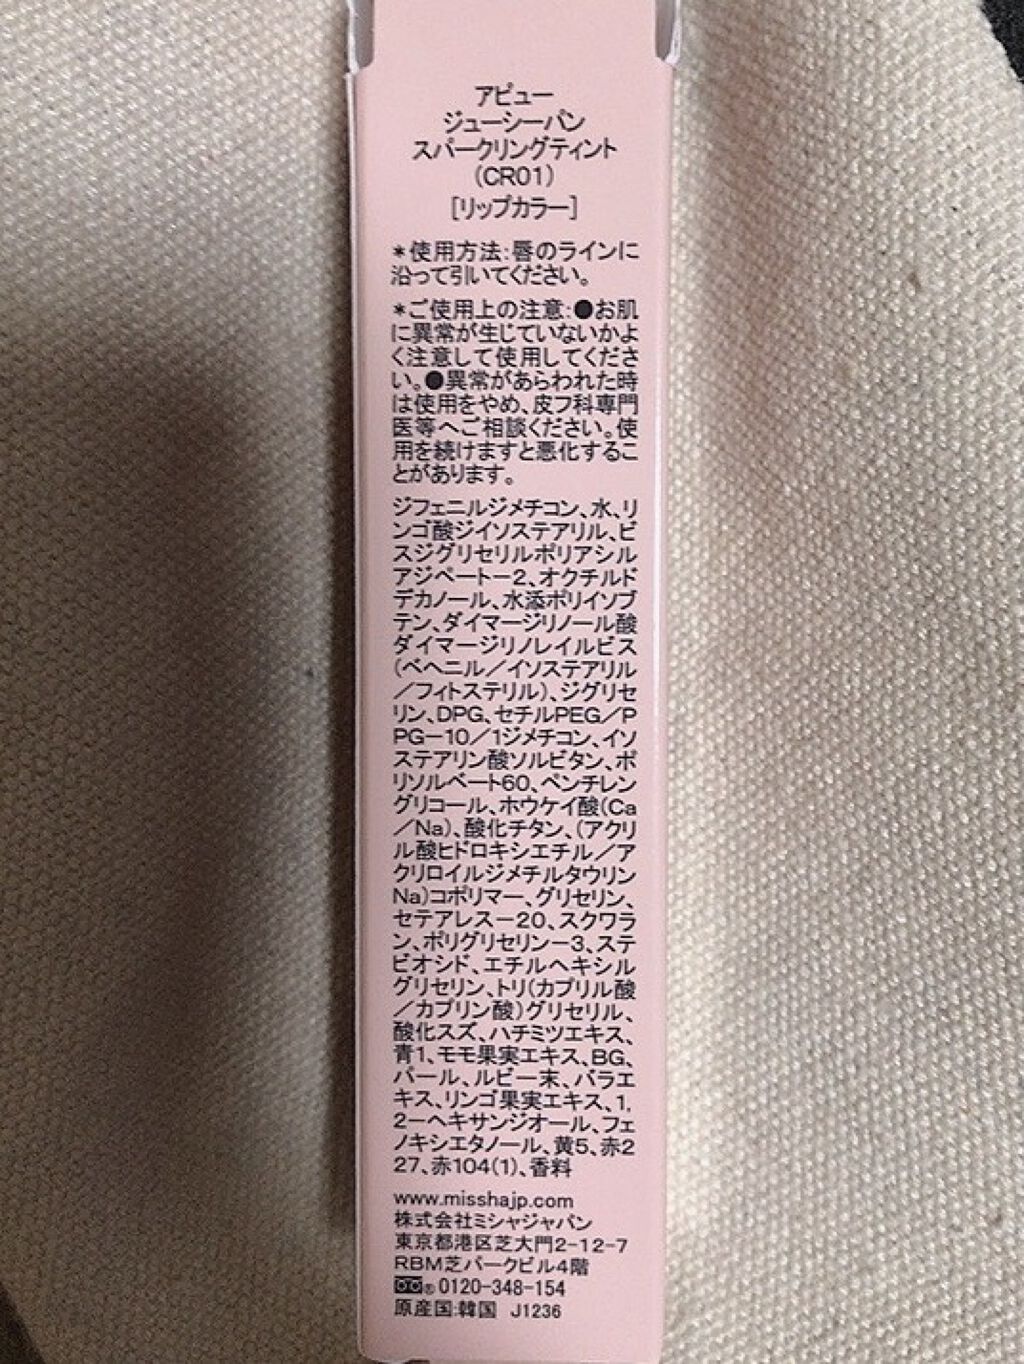 アピュー
ジューシーパン
スパークリングティント
(CR01)
[リップカラー]
*使用方法:唇のラインに
沿って引いてください。
*ご使用上の注意:●お肌
に異常が生じていないかよ
く注意して使用してくださ
い。●異常があらわれた時
は使用をやめ、皮フ科専門
医等へご相談ください。使
用を続けますと悪化するこ
とがあります。
ジフェニルジメチコン、水、リ
ンゴ酸ジイソステアリル、ビ
スジグリセリルポリアシル
アジペート−2、オクチルド
デカノール、水添ポリイソブ
テン、ダイマージリノール酸
ダイマージリノレイルビス
(ベヘニル/イソステアリル
/フィトステリル)、ジグリセ
リン、DPG、セチルPEG/P
PG−10/1ジメチコン、イソ
ステアリン酸ソルビタン、ポ
リソルベート60、ペンチレン
グリコール、ホウケイ酸(Ca
/Na)、酸化チタン、(アクリ
ル酸ヒドロキシエチル/ア
クリロイルジメチルタウリン
Na)コポリマー、グリセリン、
セテアレス−20、スクワラ
ン、ポリグリセリン−3、ステ
ビオシド、エチルヘキシル
グリセリン、トリ(カプリル酸
/カプリン酸)グリセリル、
酸化スズ、ハチミツエキス、
青1、モモ果実エキス、BG、
パール、ルビー末、バラエ
キス、リンゴ果実エキス、1,
2−ヘキサンジオール、フェ
ノキシエタノール、黄5、赤2
27、赤104(1)、香料
www.misshajp.com
株式会社ミシャジャパン
東京都港区芝大門2-12-7
RBM芝パークビル4階
® 0120-348-154
原産国:韓国 J1236